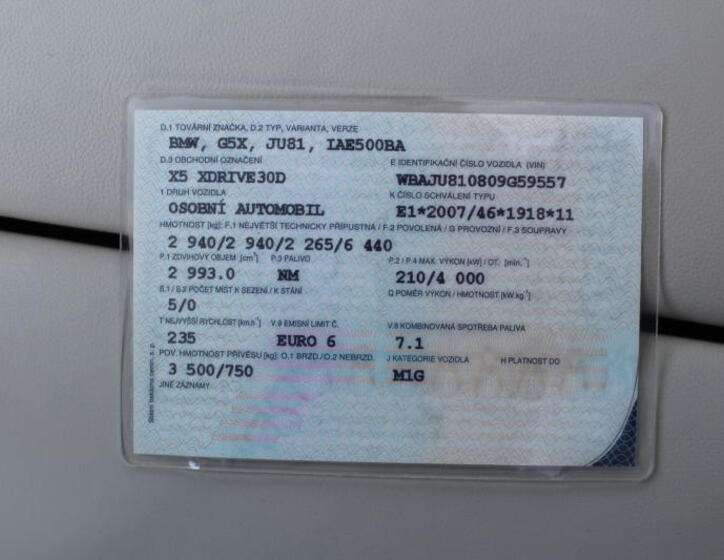 D.1 TOVÁRNÍ ZNAČKA, D.2 TYP, VARIANTA, VERZE
BMW, G5X, JU81, IAE500BA
D.3 OBCHODNÍ OZNAČENÍ E IDENTIFIKAČNÍ ČÍSLO VOZIDLA (VIN)
X5 XDRIVE30D WBAJU810809G59557
1 DRUH VOZIDLA K ČÍSLO SCHVÁLENÍ TYPU
OSOBNÍ AUTOMOBIL E1*2007/46*1918*11
HMOTNOST [kg]: F.1 NEJVĚTŠÍ TECHNICKY PŘÍPUSTNÁ / F.2 POVOLENÁ / G PROVOZNÍ / F.3 SOUPRAVY
2 940/2 940/2 265/6 440
P.1 ZDVIHOVÝ OBJEM [cm³] P.3 PALIVO P.2 / P.4 MAX. VÝKON [kW] / OT. [min.⁻¹]
2 993.0 NM 210/4 000
S.1 / S.2 POČET MÍST K SEZENÍ / K STÁNÍ Q POMĚR VÝKON / HMOTNOST [kW.kg⁻¹]
5/0
T NEJVYŠŠÍ RYCHLOST [km.h⁻¹] V.9 EMISNÍ LIMIT Č. V.8 KOMBINOVANÁ SPOTŘEBA PALIVA
235 EURO 6 7.1
POV. HMOTNOST PŘÍVĚSU [kg]: O.1 BRZD./O.2 NEBRZD. J KATEGORIE VOZIDLA H PLATNOST DO
3 500/750 M1G
JINÉ ZÁZNAMY
Státní tiskárna cenin, s. p.